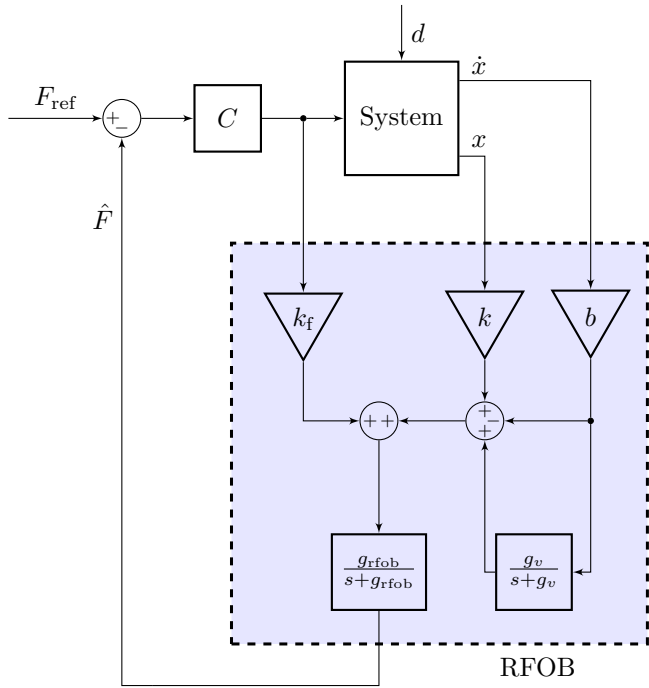 d
ẋ
F_ref
+
−
C
System
x
F̂
k_f
k
b
+ +
+
−
+
g_rfob / s+g_rfob
g_v / s+g_v
RFOB